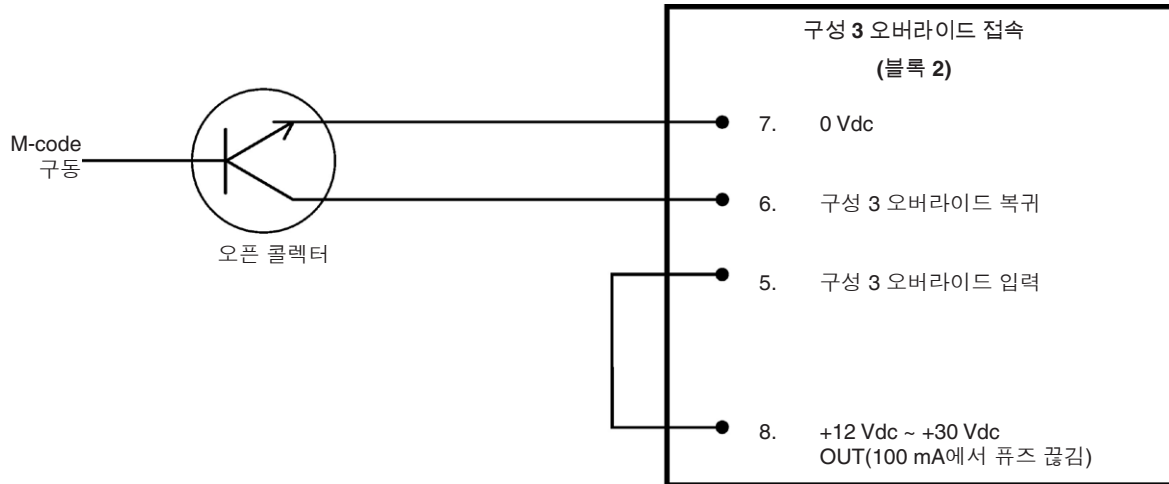 구성 3 오버라이드 접속
(블록 2)
M-code
구동
오픈 콜렉터
7. 0 Vdc
6. 구성 3 오버라이드 복귀
5. 구성 3 오버라이드 입력
8. +12 Vdc ~ +30 Vdc
OUT(100 mA에서 퓨즈 끊김)